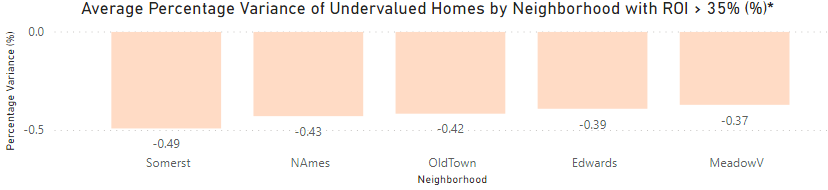 Average Percentage Variance of Undervalued Homes by Neighborhood with ROI > 35% (%)*
Percentage Variance (%)
0.0
-0.5
-0.49
-0.43
-0.42
-0.39
-0.37
Somerst
NAmes
OldTown
Edwards
MeadowV
Neighborhood